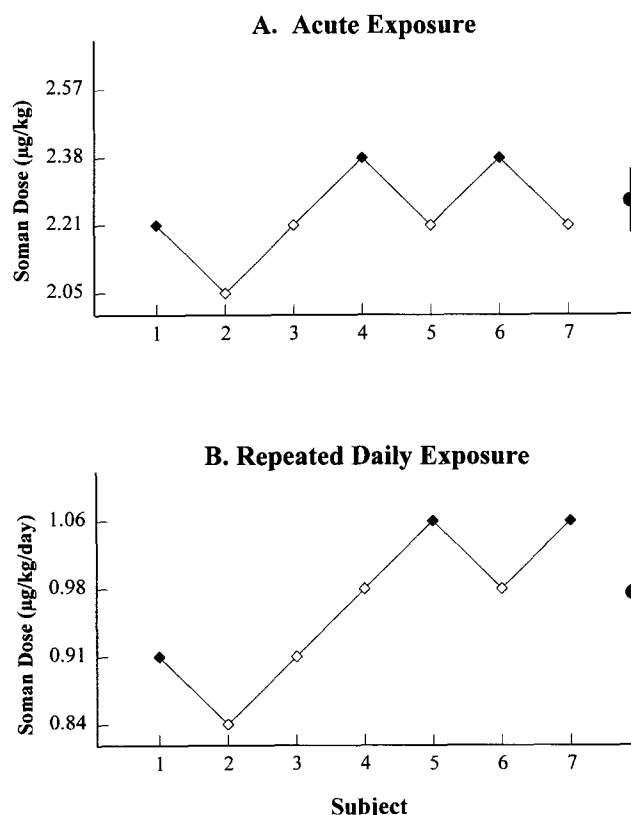 A. Acute Exposure
Soman Dose (µg/kg)
2.57
2.38
2.21
2.05
1 2 3 4 5 6 7
B. Repeated Daily Exposure
Soman Dose (µg/kg/day)
1.06
0.98
0.91
0.84
1 2 3 4 5 6 7
Subject